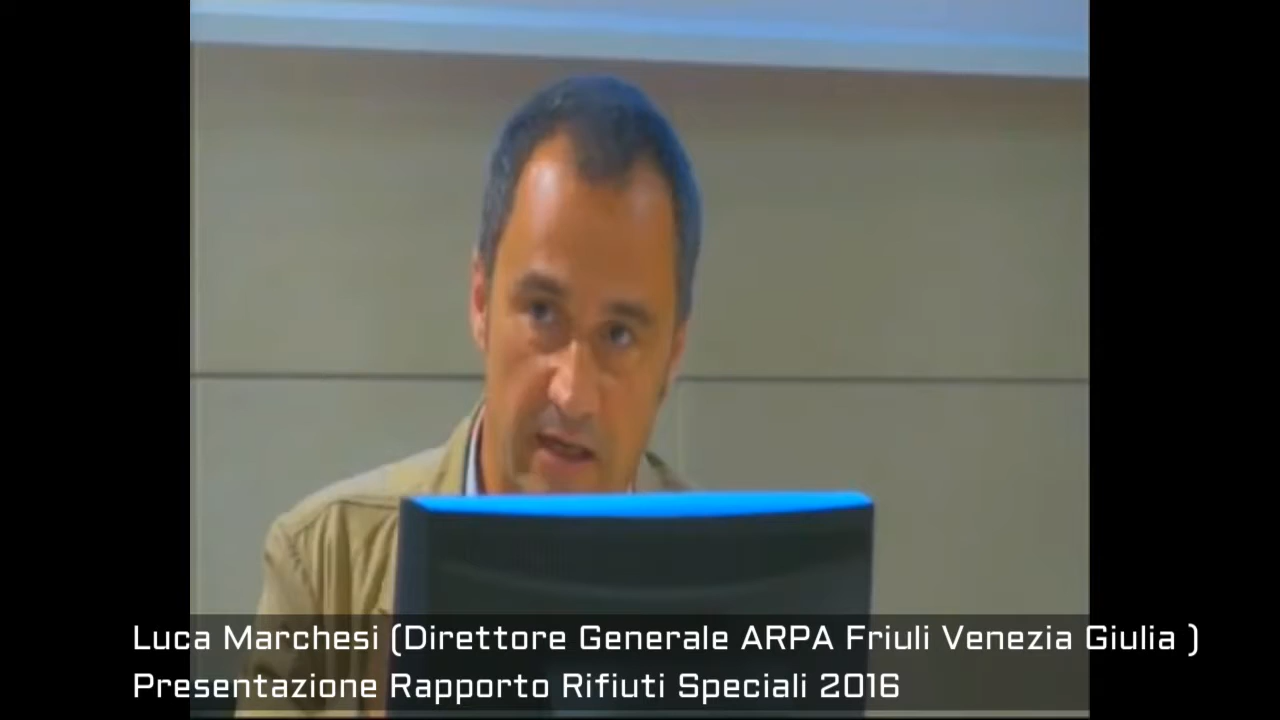 Luca Marchesi (Direttore Generale ARPA Friuli Venezia Giulia )
Presentazione Rapporto Rifiuti Speciali 2016